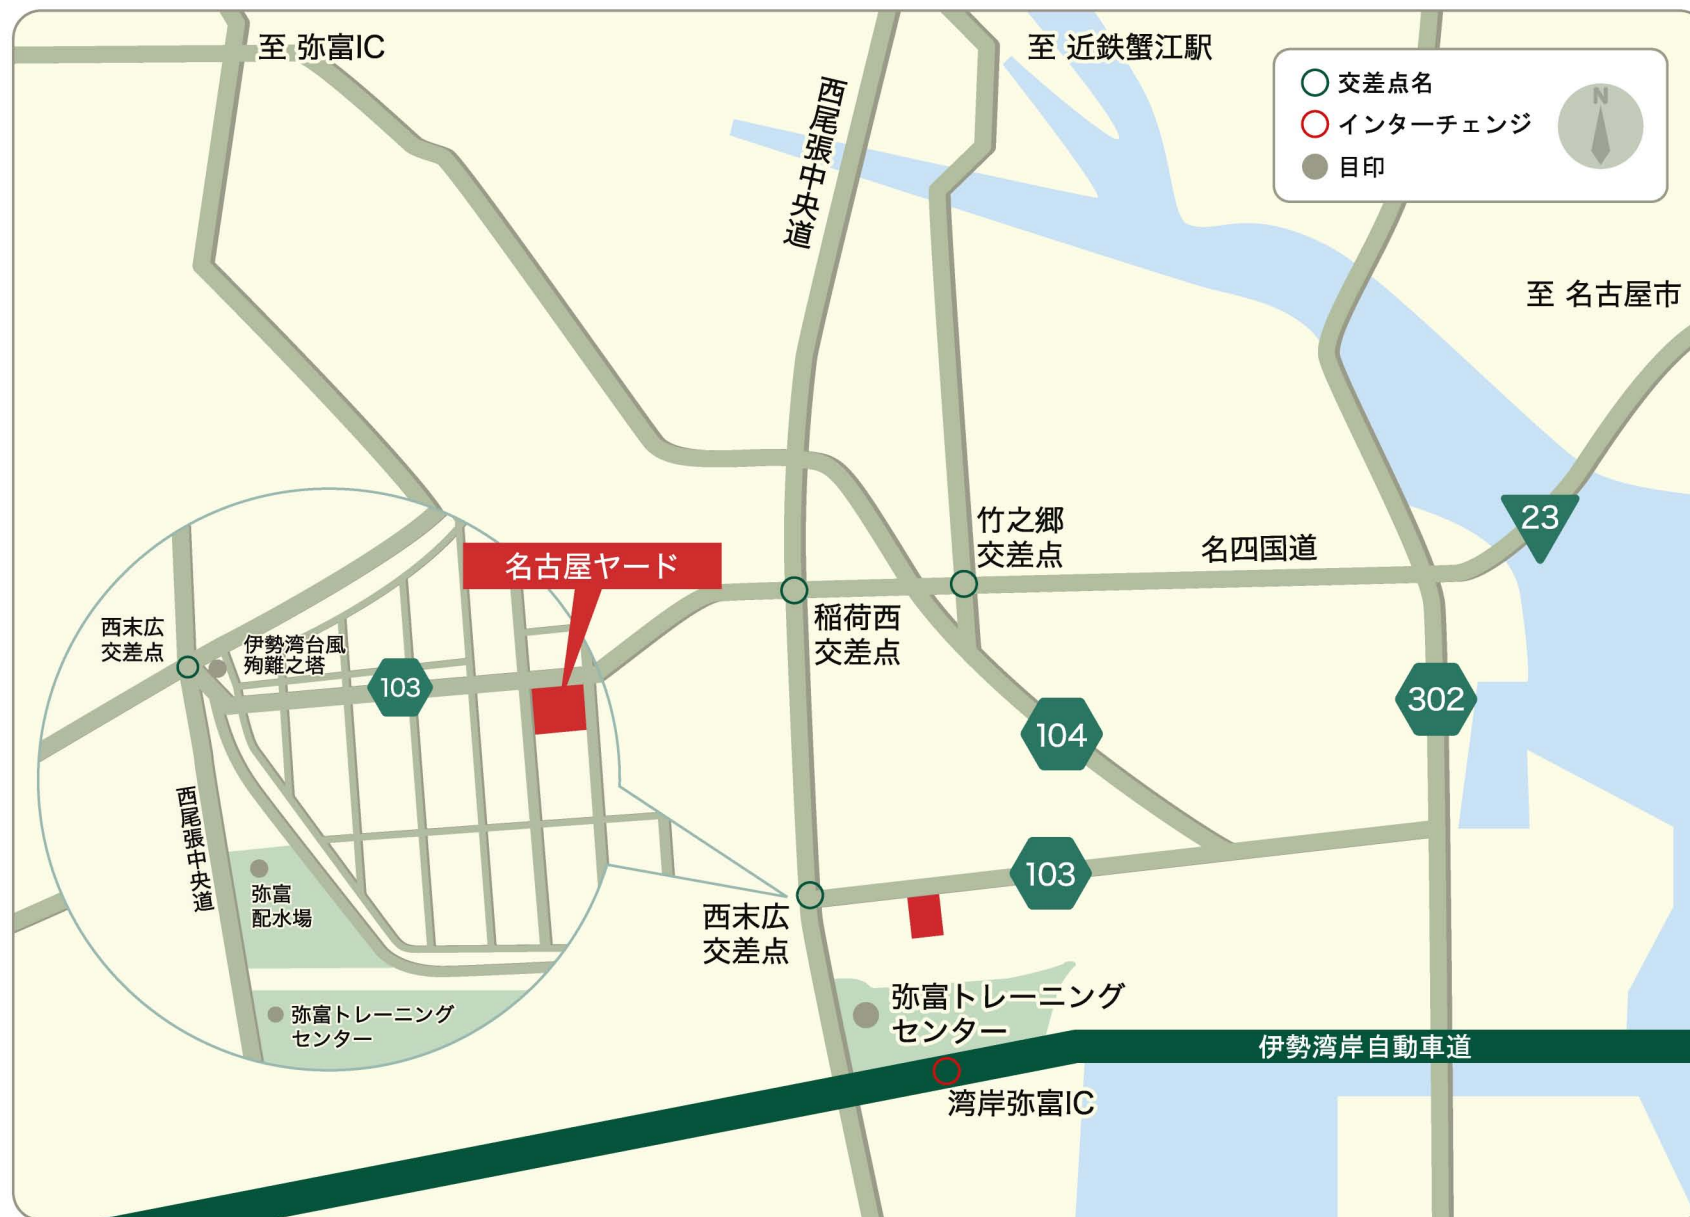 至 弥富IC
至 近鉄蟹江駅
交差点名
インターチェンジ
目印
N
西尾張中央道
至 名古屋市
23
竹之郷
交差点
名四国道
名古屋ヤード
稲荷西
交差点
西末広
交差点
伊勢湾台風
殉難之塔
103
302
104
西尾張中央道
弥富
配水場
103
西末広
交差点
弥富トレーニング
センター
弥富トレーニング
センター
伊勢湾岸自動車道
湾岸弥富IC